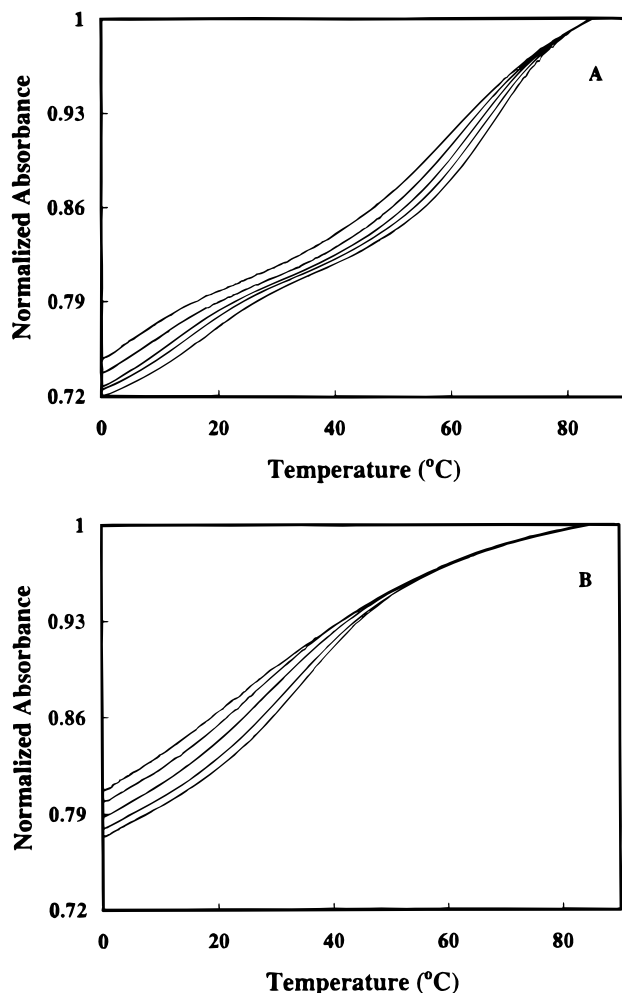 1
A
0.93
Normalized Absorbance
0.86
0.79
0.72
0 20 40 60 80
Temperature (°C)
1
B
0.93
Normalized Absorbance
0.86
0.79
0.72
0 20 40 60 80
Temperature (°C)